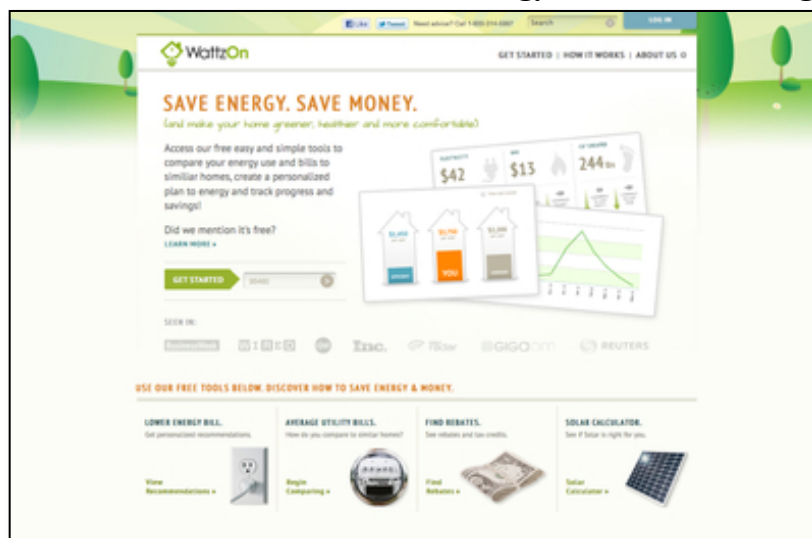 Like Tweet Need advice? Call Search LOG IN
WattzOn
GET STARTED | HOW IT WORKS | ABOUT US
SAVE ENERGY. SAVE MONEY.
(and make your home greener, healthier and more comfortable)
Access our free easy and simple tools to
compare your energy use and bills to
similiar homes, create a personalized
plan to energy and track progress and
savings!
Did we mention it's free?
LEARN MORE »
ELECTRICITY
$42
GAS
$13
244 lbs
YOU
GET STARTED
SEEN IN:
BusinessWeek WIRED Inc. GIGAOM REUTERS
USE OUR FREE TOOLS BELOW. DISCOVER HOW TO SAVE ENERGY & MONEY.
LOWER ENERGY BILL.
Get personalized recommendations.
View
Recommendations »
AVERAGE UTILITY BILLS.
How do you compare to similar homes?
Begin
Comparing »
FIND REBATES.
See rebates and tax credits.
Find
Rebates »
SOLAR CALCULATOR.
See if Solar is right for you.
Solar
Calculator »